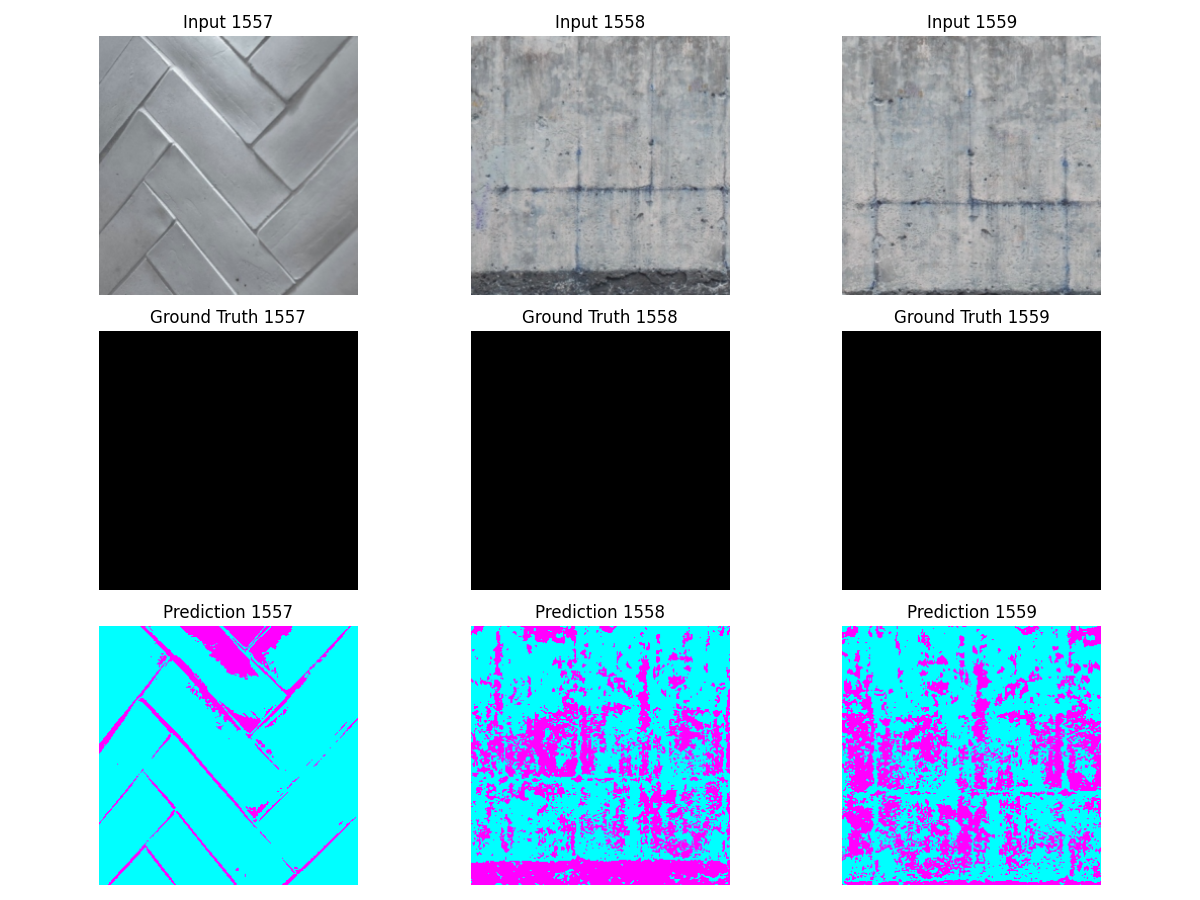 Input 1557
Input 1558
Input 1559
Ground Truth 1557
Ground Truth 1558
Ground Truth 1559
Prediction 1557
Prediction 1558
Prediction 1559